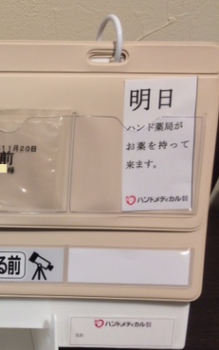 明日
ハンド薬局が
お薬を持って
来ます。
ハンドメディカル
11月20日
前
る前
ハンドメディカル